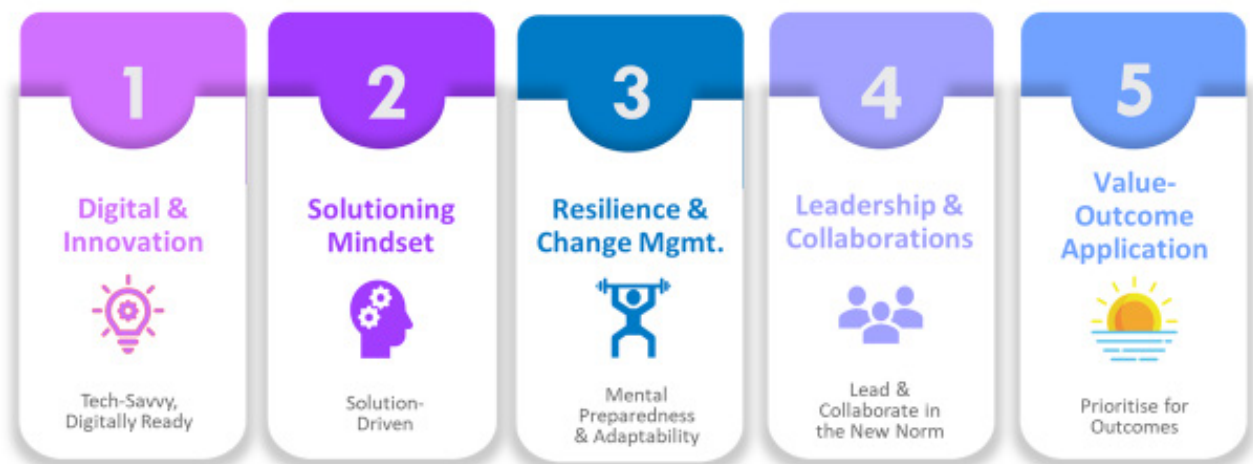 1
Digital &
Innovation
Tech-Savvy,
Digitally Ready
2
Solutioning
Mindset
Solution-
Driven
3
Resilience &
Change Mgmt.
Mental
Preparedness
& Adaptability
4
Leadership &
Collaborations
Lead &
Collaborate in
the New Norm
5
Value-
Outcome
Application
Prioritise for
Outcomes